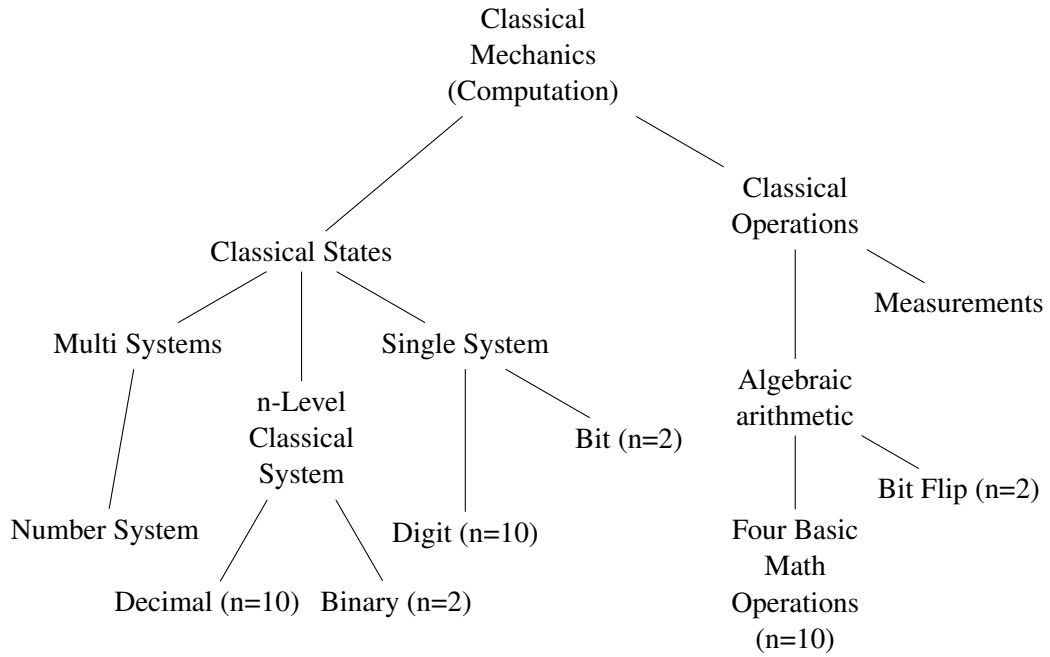 Classical
Mechanics
(Computation)
Classical
Operations
Classical States
Measurements
Multi Systems
Single System
Algebraic
arithmetic
n-Level
Classical
System
Bit (n=2)
Bit Flip (n=2)
Number System
Digit (n=10)
Four Basic
Math
Operations
(n=10)
Decimal (n=10)
Binary (n=2)